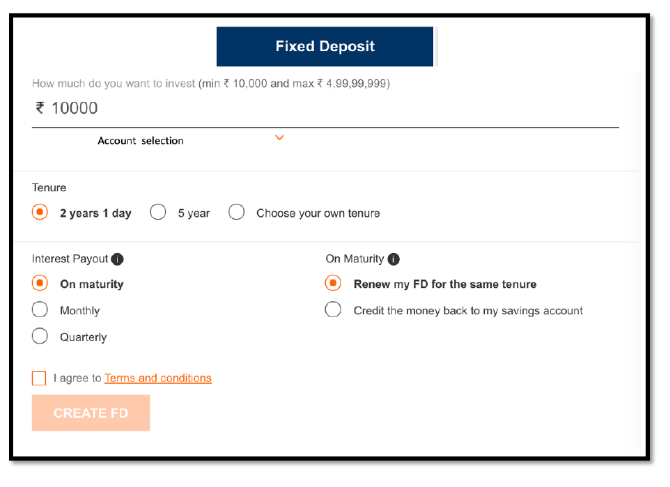 Fixed Deposit
How much do you want to invest (min ₹ 10,000 and max ₹ 4,99,99,999)
₹ 10000
Account selection
Tenure
2 years 1 day 5 year Choose your own tenure
Interest Payout i On Maturity i
On maturity Renew my FD for the same tenure
Monthly Credit the money back to my savings account
Quarterly
I agree to Terms and conditions
CREATE FD